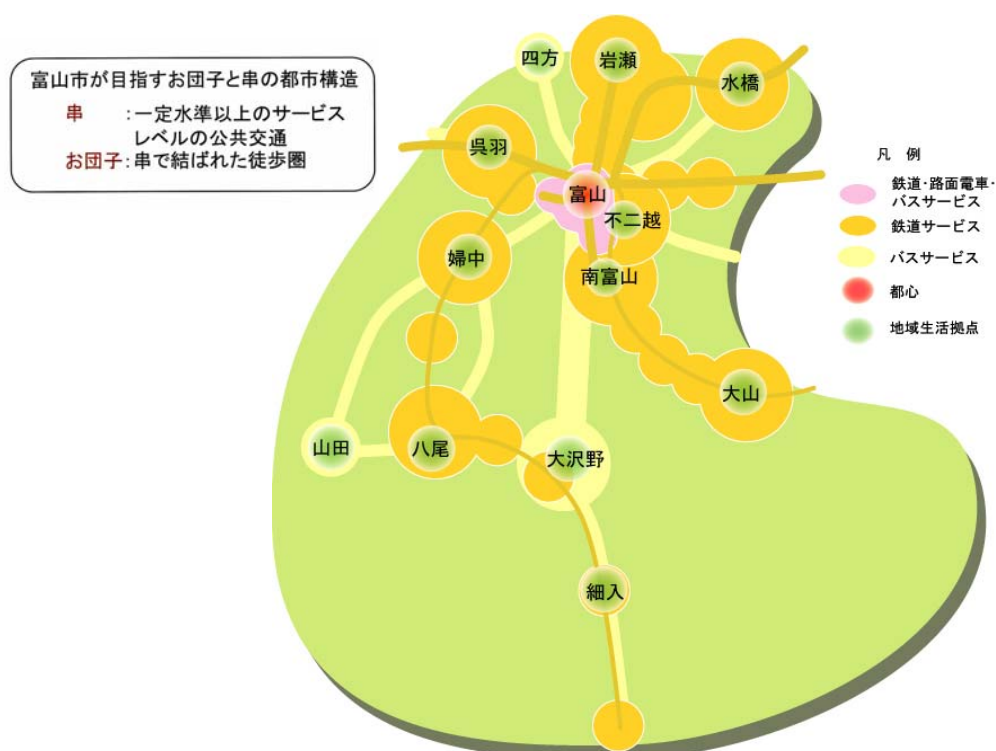 富山市が目指すお団子と串の都市構造
串　：一定水準以上のサービス
レベルの公共交通
お団子：串で結ばれた徒歩圏
四方
岩瀬
水橋
呉羽
富山
不二越
婦中
南富山
大山
山田
八尾
大沢野
細入
凡 例
鉄道・路面電車・
バスサービス
鉄道サービス
バスサービス
都心
地域生活拠点